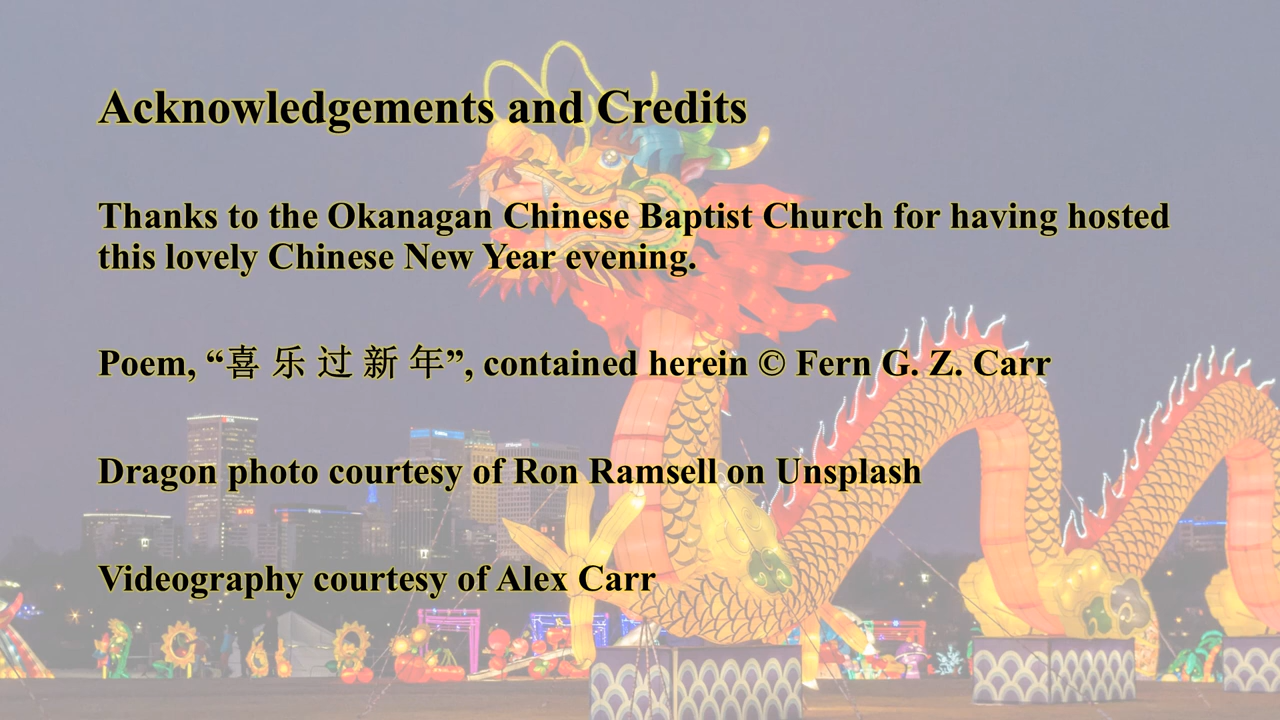 Acknowledgements and Credits
Thanks to the Okanagan Chinese Baptist Church for having hosted
this lovely Chinese New Year evening.
Poem, “喜 乐 过 新 年”, contained herein © Fern G. Z. Carr
Dragon photo courtesy of Ron Ramsell on Unsplash
Videography courtesy of Alex Carr